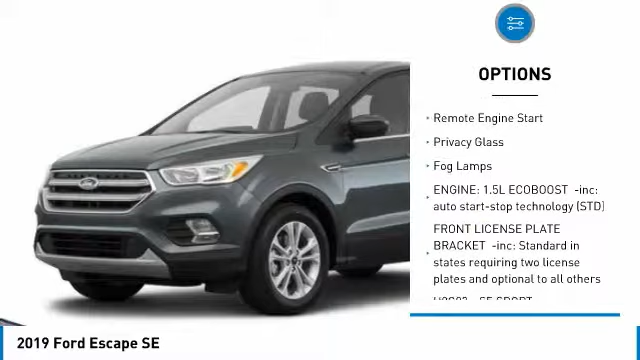 OPTIONS
Remote Engine Start
Privacy Glass
Fog Lamps
ENGINE: 1.5L ECOBOOST -inc:
auto start-stop technology (STD)
FRONT LICENSE PLATE
BRACKET -inc: Standard in
states requiring two license
plates and optional to all others
2019 Ford Escape SE